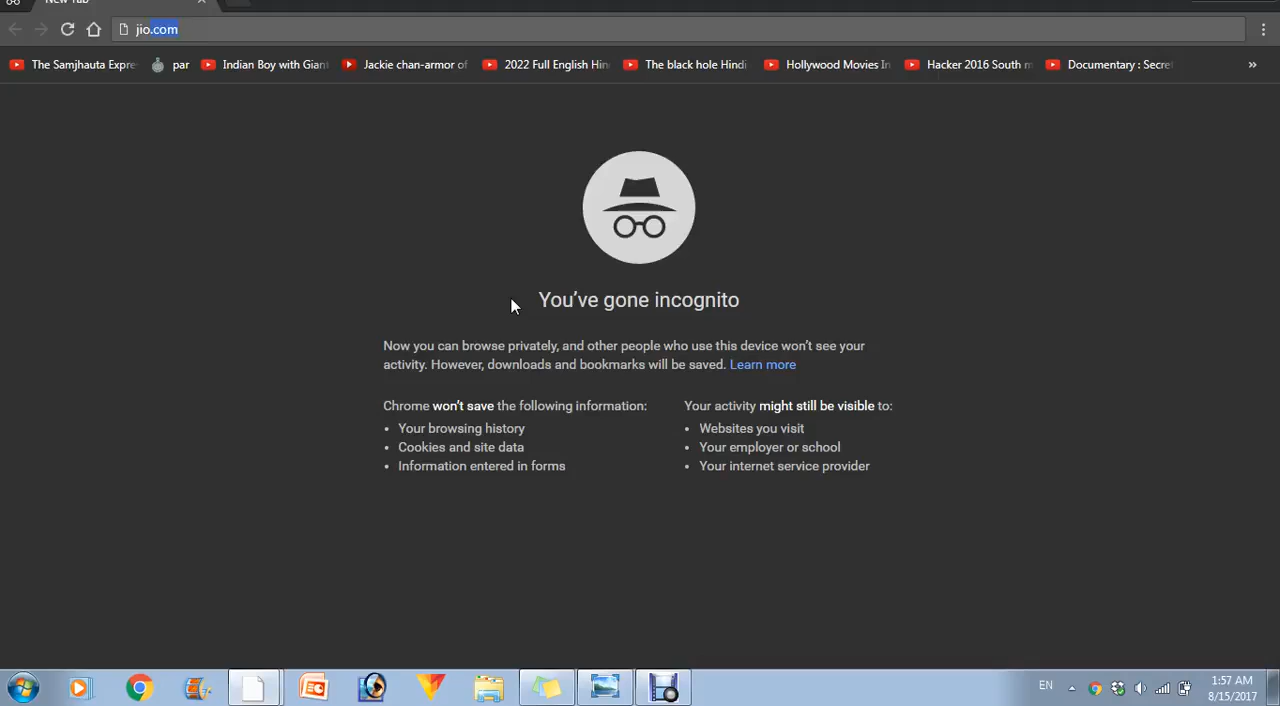 New Tab
jio.com
The Samjhauta Expre
par
Indian Boy with Giant
Jackie chan-armor of
2022 Full English Hin
The black hole Hindi
Hollywood Movies In
Hacker 2016 South m
Documentary : Secret
»
You've gone incognito
Now you can browse privately, and other people who use this device won't see your
activity. However, downloads and bookmarks will be saved. Learn more
Chrome won't save the following information:
• Your browsing history
• Cookies and site data
• Information entered in forms
Your activity might still be visible to:
• Websites you visit
• Your employer or school
• Your internet service provider
EN
1:57 AM
8/15/2017